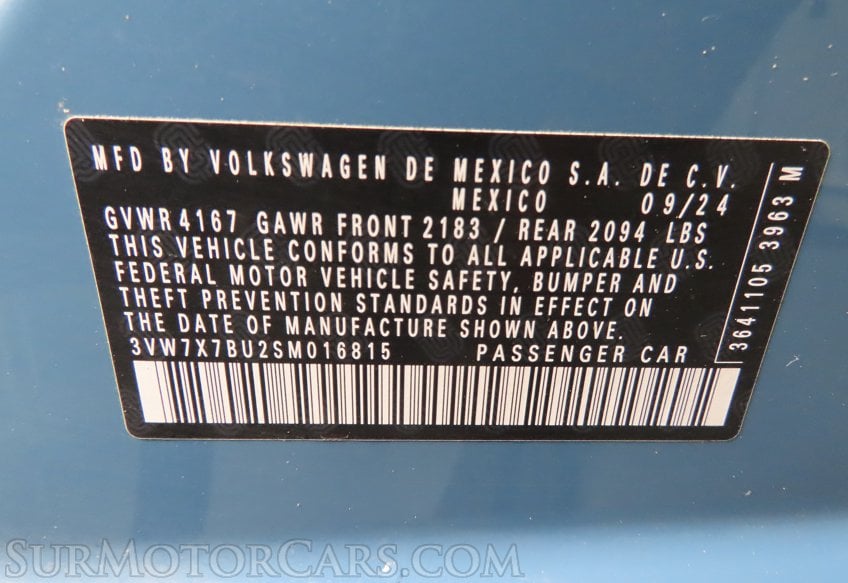 MFD BY VOLKSWAGEN DE MEXICO S.A. DE C.V.
MEXICO 09/24
GVWR 4167 GAWR FRONT 2183 / REAR 2094 LBS
THIS VEHICLE CONFORMS TO ALL APPLICABLE U.S.
FEDERAL MOTOR VEHICLE SAFETY, BUMPER AND
THEFT PREVENTION STANDARDS IN EFFECT ON
THE DATE OF MANUFACTURE SHOWN ABOVE.
3VW7X7BU2SM016815 PASSENGER CAR
3641105 3963 M
SurMotorCars.com